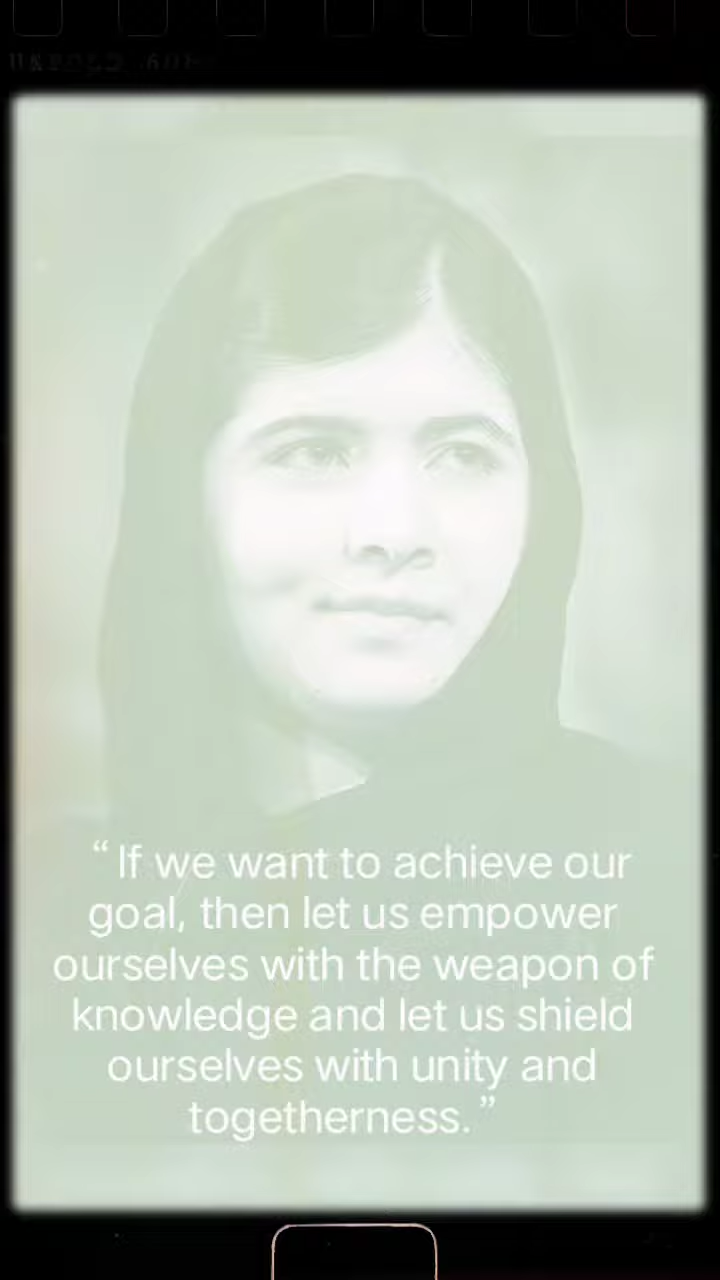 “If we want to achieve our
goal, then let us empower
ourselves with the weapon of
knowledge and let us shield
ourselves with unity and
togetherness.”